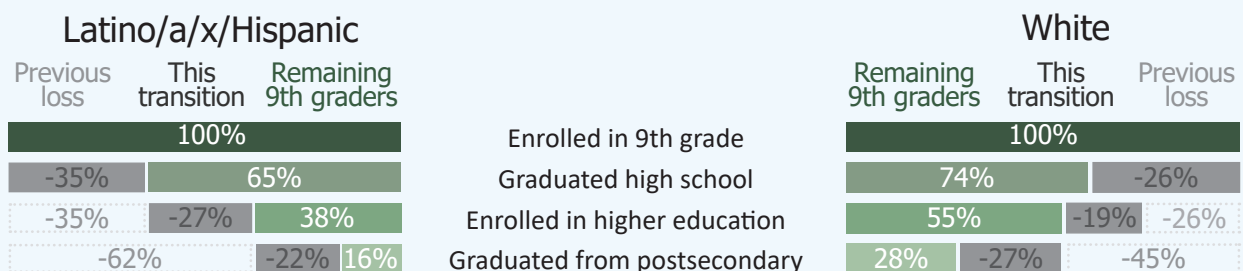 Latino/a/x/Hispanic White
Previous loss This transition Remaining 9th graders Remaining 9th graders This transition Previous loss
100% Enrolled in 9th grade 100%
-35% 65% Graduated high school 74% -26%
-35% -27% 38% Enrolled in higher education 55% -19% -26%
-62% -22% 16% Graduated from postsecondary 28% -27% -45%